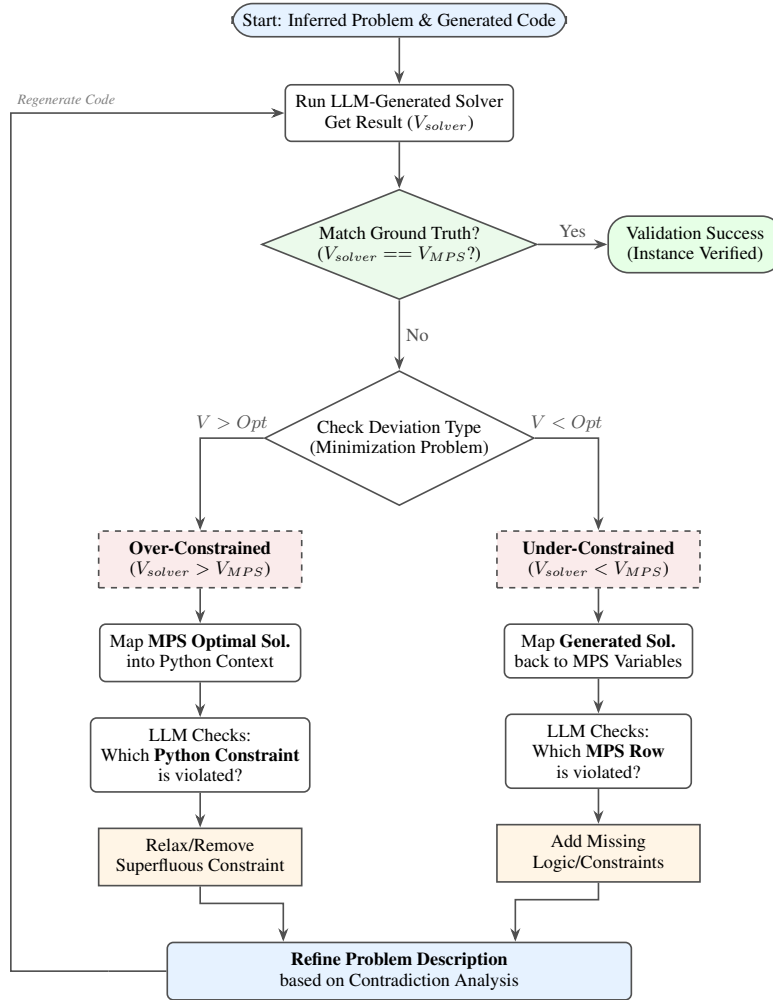 Start: Inferred Problem & Generated Code
Regenerate Code
Run LLM-Generated Solver
Get Result (V_solver)
Match Ground Truth?
(V_solver == V_MPS?)
Yes
Validation Success
(Instance Verified)
No
V > Opt
Check Deviation Type
(Minimization Problem)
V < Opt
Over-Constrained
(V_solver > V_MPS)
Under-Constrained
(V_solver < V_MPS)
Map MPS Optimal Sol.
into Python Context
Map Generated Sol.
back to MPS Variables
LLM Checks:
Which Python Constraint
is violated?
LLM Checks:
Which MPS Row
is violated?
Relax/Remove
Superfluous Constraint
Add Missing
Logic/Constraints
Refine Problem Description
based on Contradiction Analysis